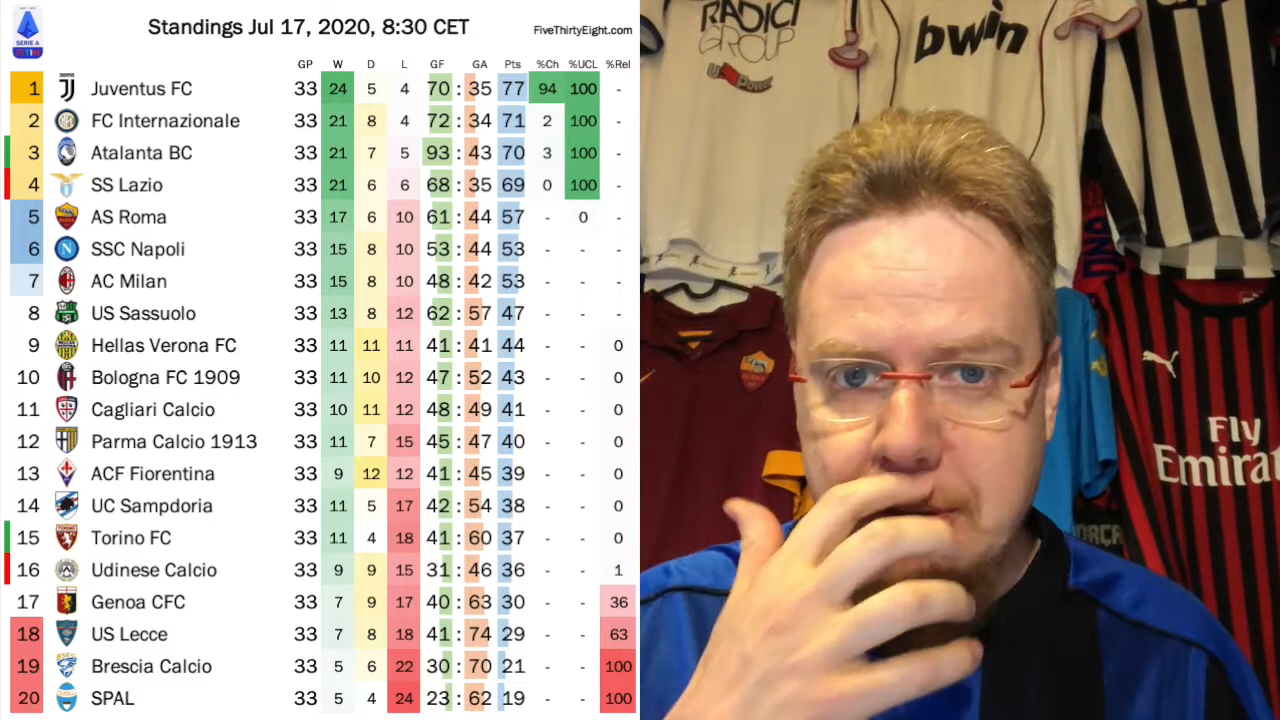 SERIE A
TIM
Standings Jul 17, 2020, 8:30 CET
FiveThirtyEight.com
GP W D L GF GA Pts %Ch %UCL %Rel
1 Juventus FC 33 24 5 4 70 : 35 77 94 100 -
2 FC Internazionale 33 21 8 4 72 : 34 71 2 100 -
3 Atalanta BC 33 21 7 5 93 : 43 70 3 100 -
4 SS Lazio 33 21 6 6 68 : 35 69 0 100 -
5 AS Roma 33 17 6 10 61 : 44 57 - 0 -
6 SSC Napoli 33 15 8 10 53 : 44 53 - - -
7 AC Milan 33 15 8 10 48 : 42 53 - - -
8 US Sassuolo 33 13 8 12 62 : 57 47 - - -
9 Hellas Verona FC 33 11 11 11 41 : 41 44 - - 0
10 Bologna FC 1909 33 11 10 12 47 : 52 43 - - 0
11 Cagliari Calcio 33 10 11 12 48 : 49 41 - - 0
12 Parma Calcio 1913 33 11 7 15 45 : 47 40 - - 0
13 ACF Fiorentina 33 9 12 12 41 : 45 39 - - 0
14 UC Sampdoria 33 11 5 17 42 : 54 38 - - 0
15 Torino FC 33 11 4 18 41 : 60 37 - - 0
16 Udinese Calcio 33 9 9 15 31 : 46 36 - - 1
17 Genoa CFC 33 7 9 17 40 : 63 30 - - 36
18 US Lecce 33 7 8 18 41 : 74 29 - - 63
19 Brescia Calcio 33 5 6 22 30 : 70 21 - - 100
20 SPAL 33 5 4 24 23 : 62 19 - - 100
RADICI
GROUP
Power
bwin
Fly
Emirat